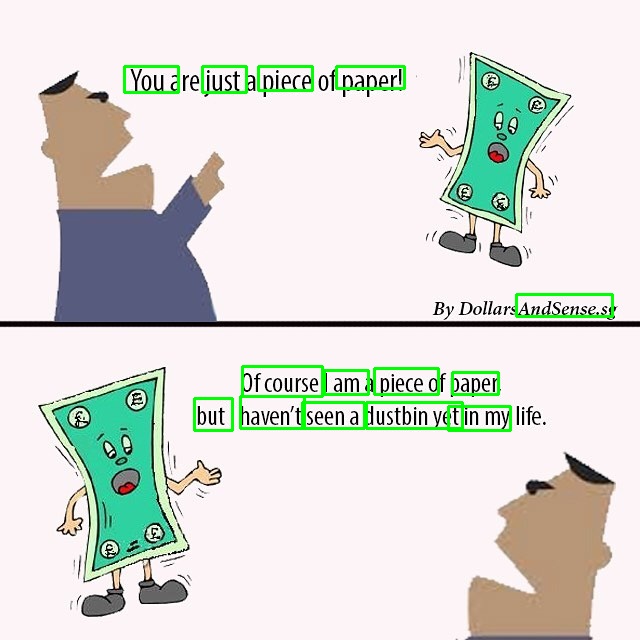 You are just a piece of paper!
By DollarsAndSense.sg
Of course I am a piece of paper,
but haven't seen a dustbin yet in my life.